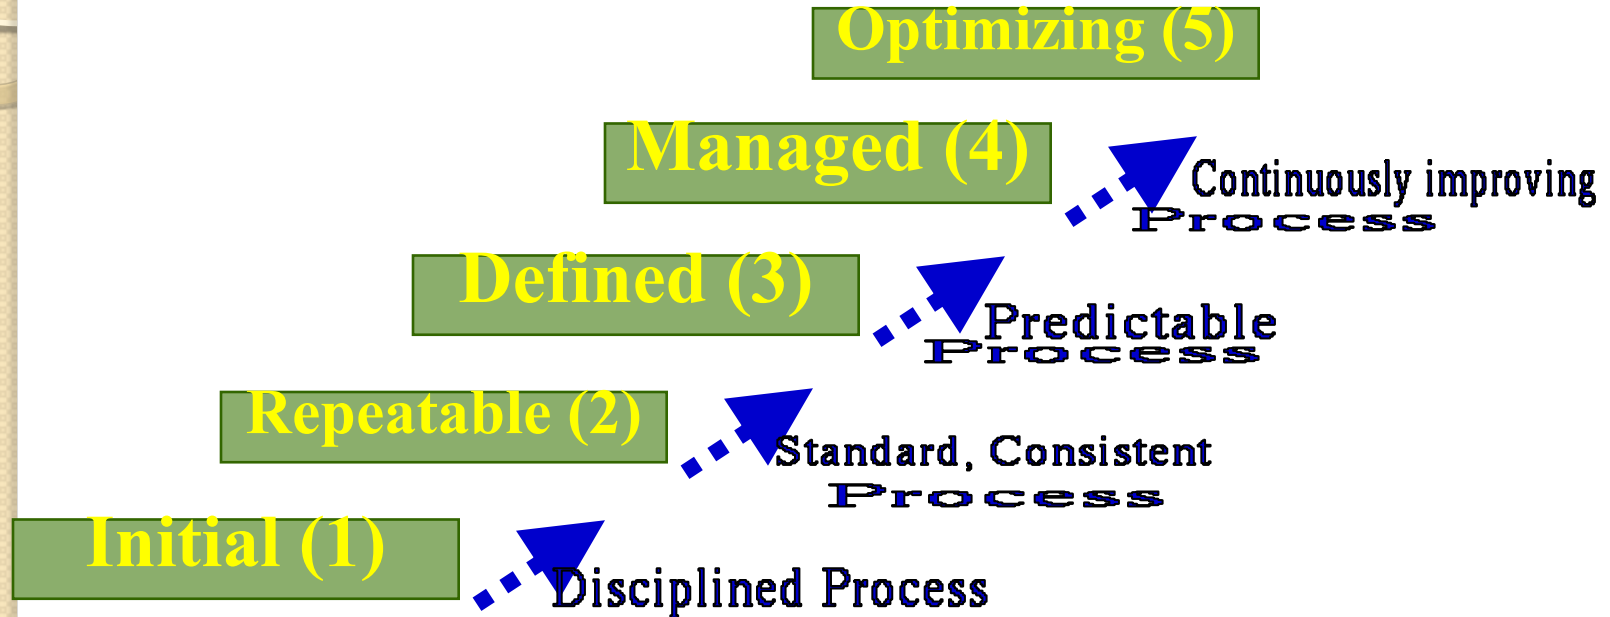 Optimizing (5)
Managed (4)
Continuously improving
Process
Defined (3)
Predictable
Process
Repeatable (2)
Standard, Consistent
Process
Initial (1)
Disciplined Process